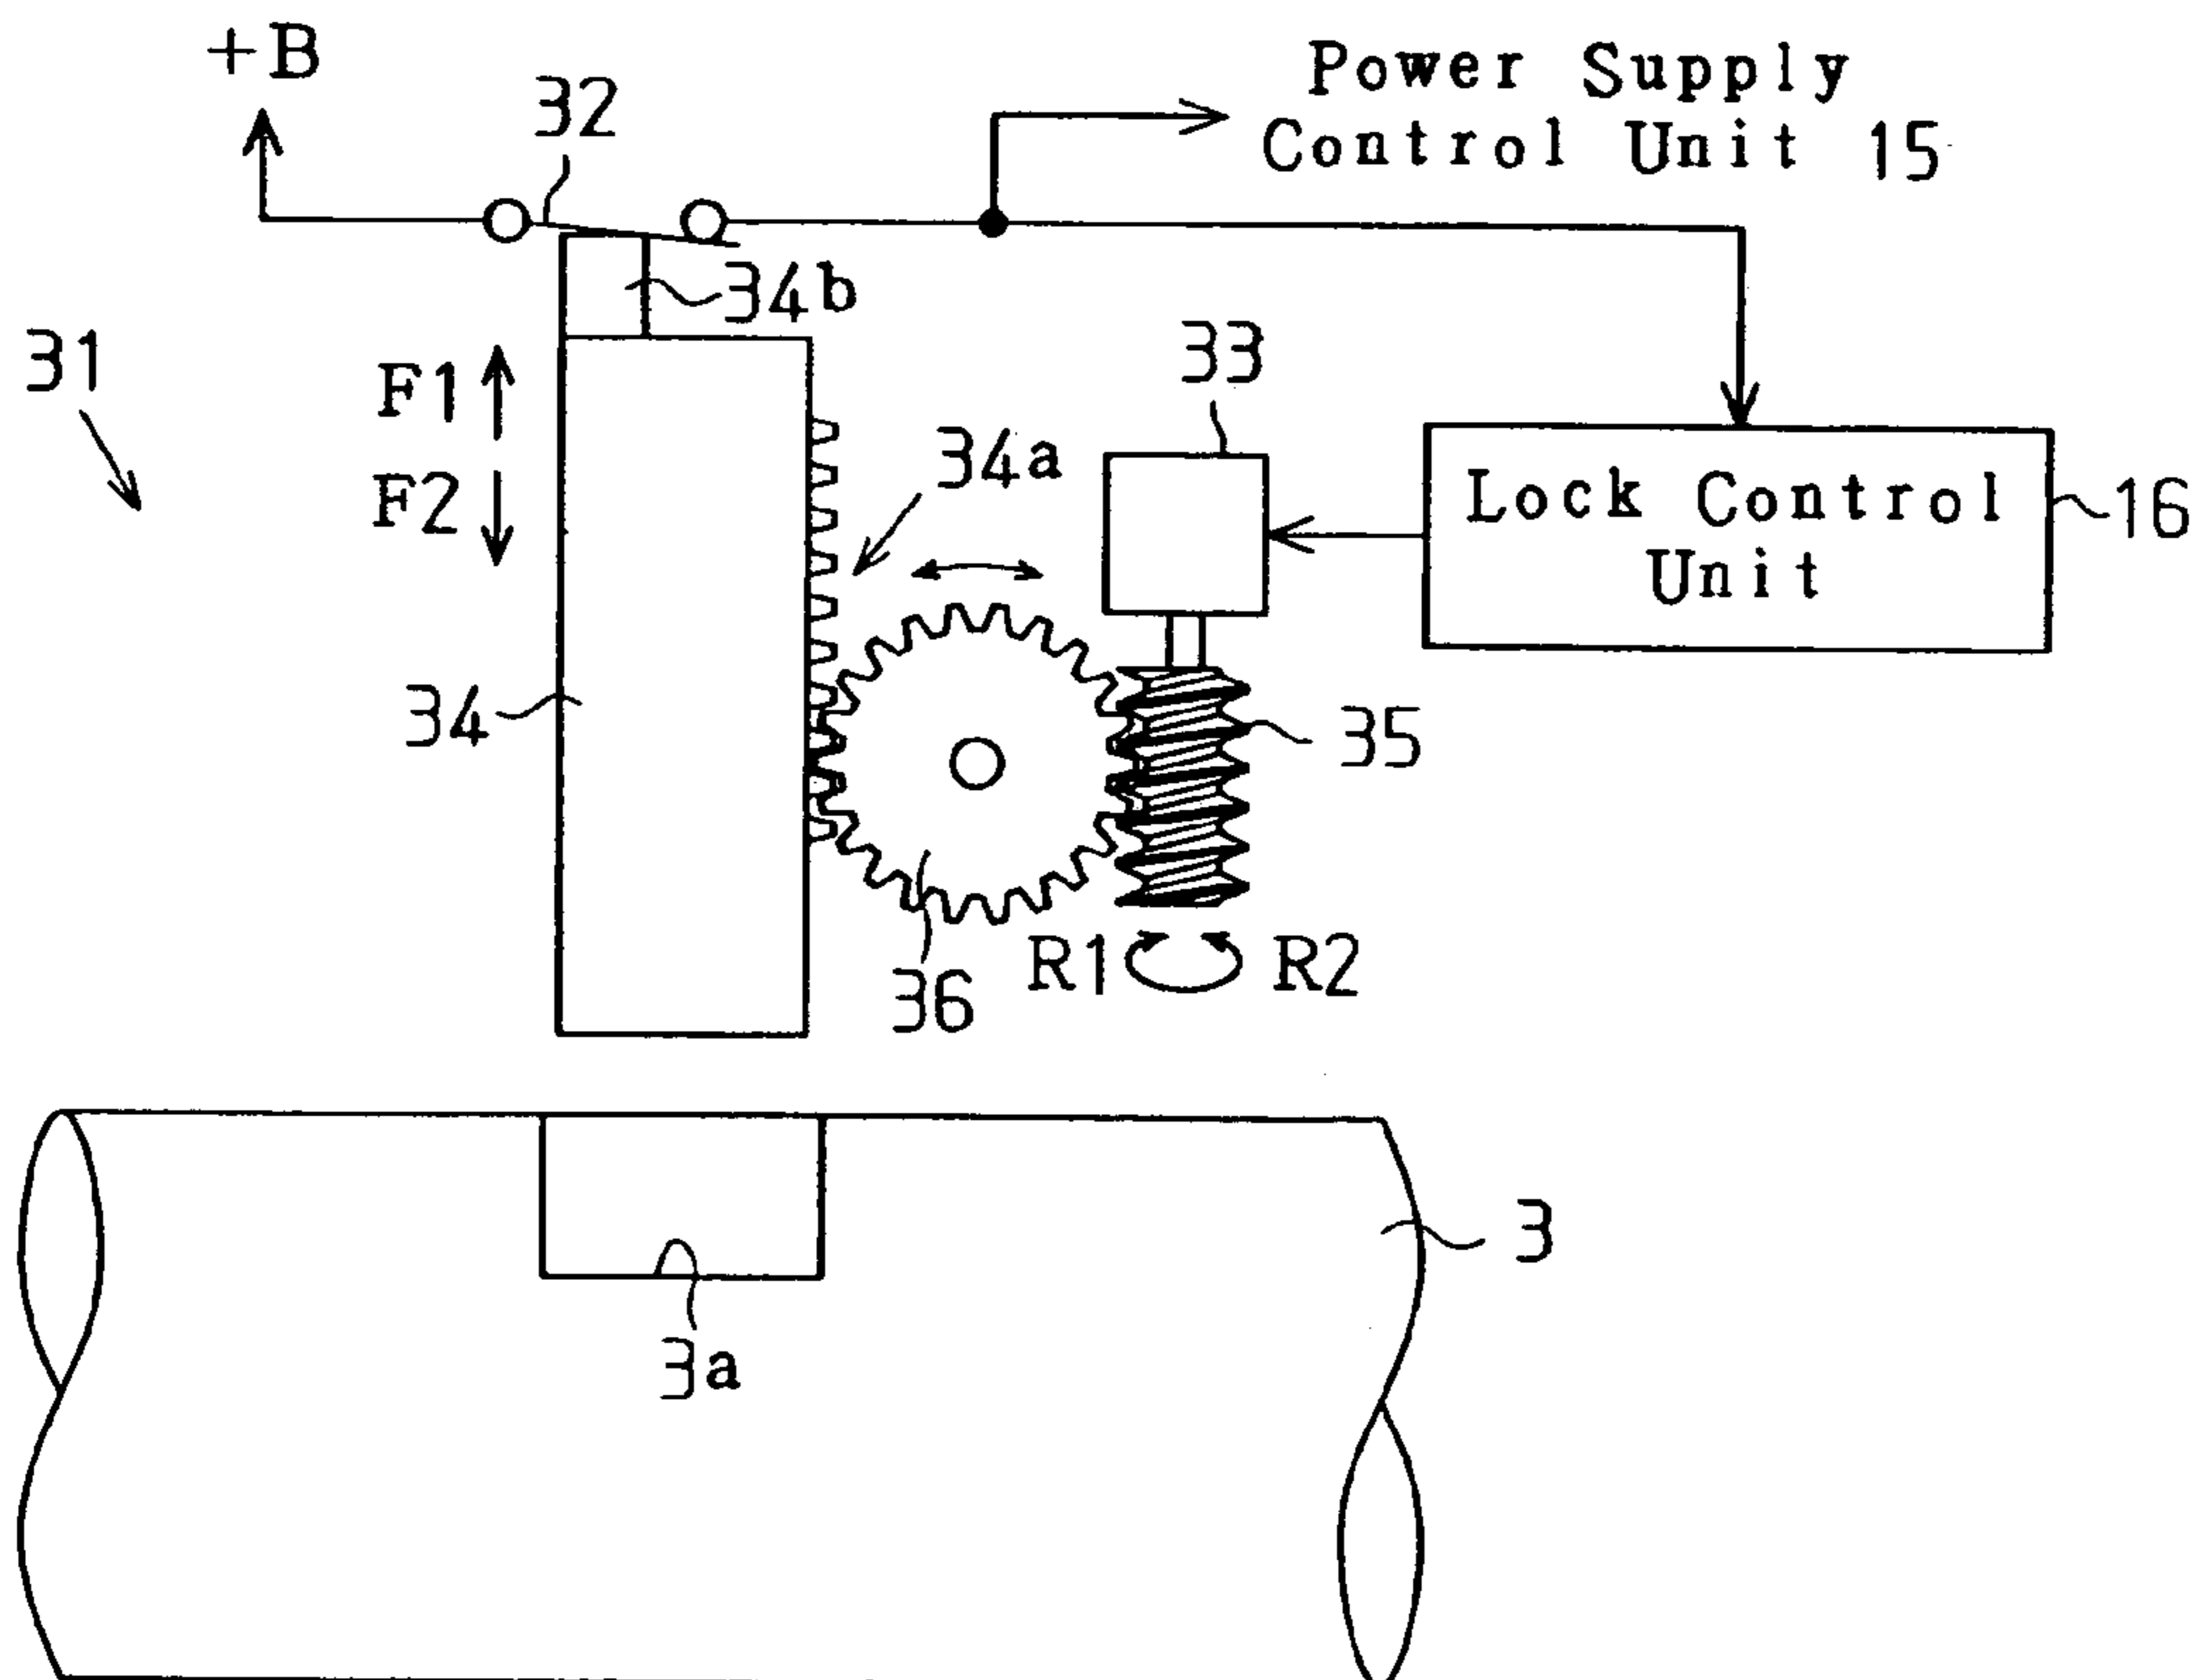 +B
32
Power Supply
Control Unit 15
34b
31
F1
F2
33
34a
Lock Control
Unit
16
34
35
36
R1
R2
3
3a